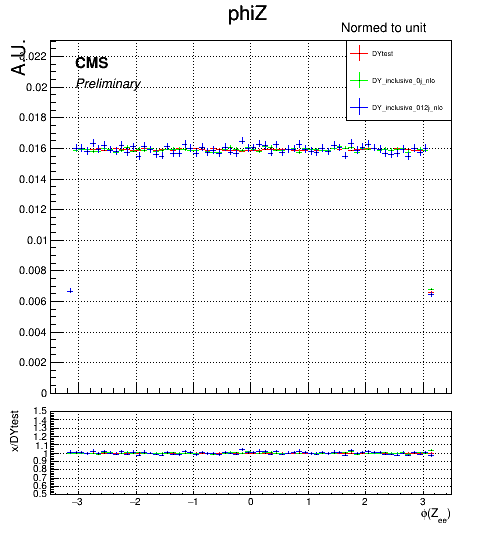 phiZ
Normed to unit
A.U.
CMS
Preliminary
DYtest
DY_inclusive_0j_nlo
DY_inclusive_012j_nlo
0.022
0.02
0.018
0.016
0.014
0.012
0.01
0.008
0.006
0.004
0.002
0
x/DYtest
1.5
1.4
1.3
1.2
1.1
1
0.9
0.8
0.7
0.6
0.5
−3 −2 −1 0 1 2 3
ϕ(Z_ee)